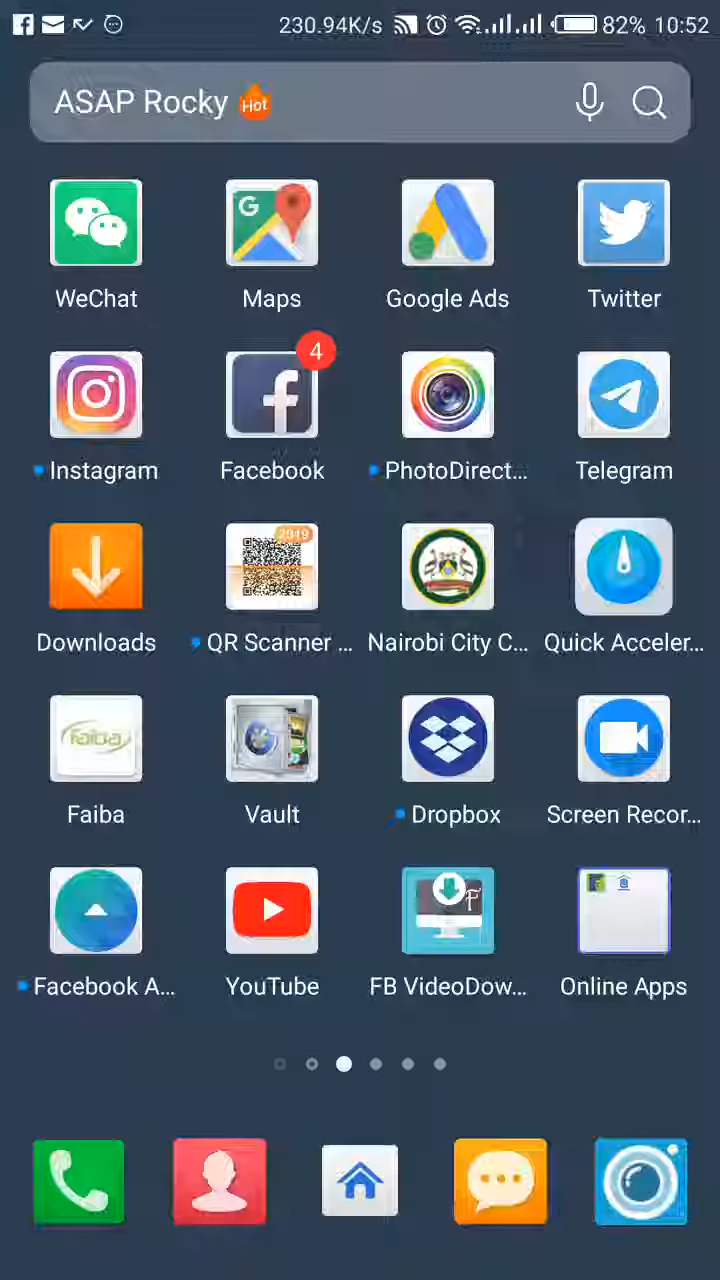 230.94K/s 82% 10:52
ASAP Rocky Hot
WeChat Maps Google Ads Twitter
4
Instagram Facebook PhotoDirect... Telegram
2019
Downloads QR Scanner ... Nairobi City C... Quick Acceler...
Faiba
Faiba Vault Dropbox Screen Recor...
Facebook A... YouTube FB VideoDow... Online Apps